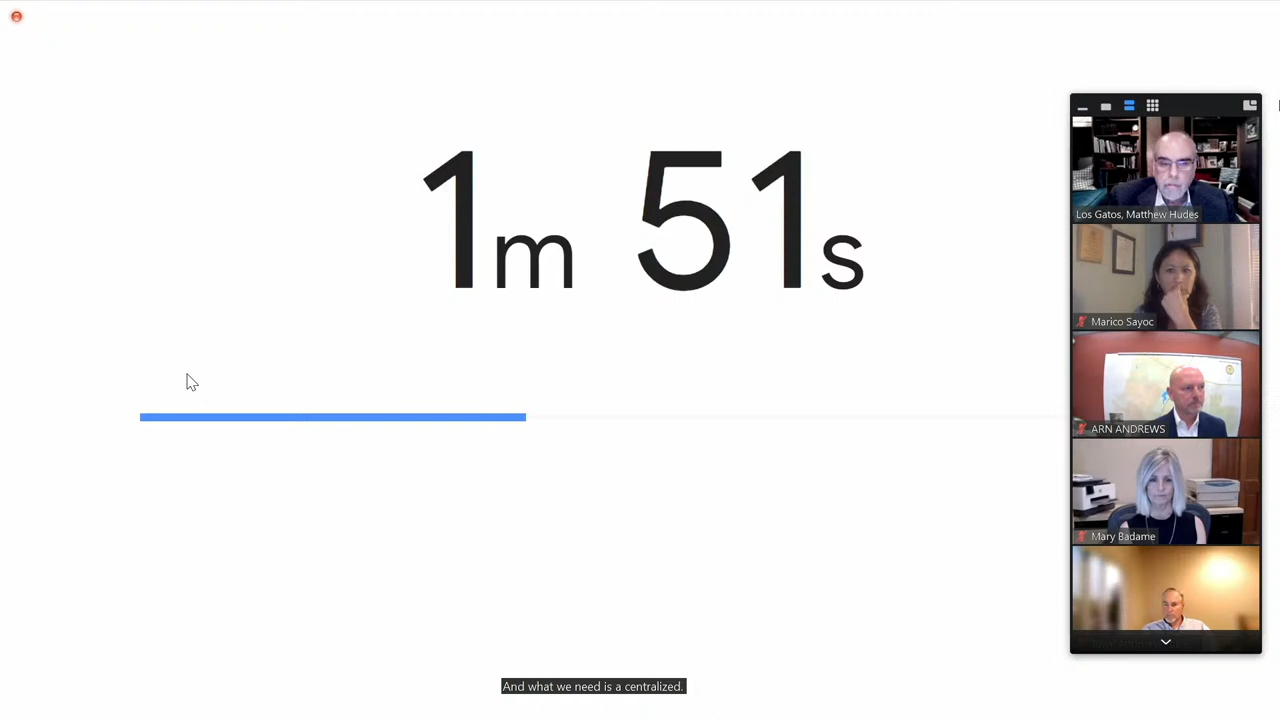 1m 51s
Los Gatos, Matthew Hudes
Marico Sayoc
ARN ANDREWS
Mary Badame
And what we need is a centralized.